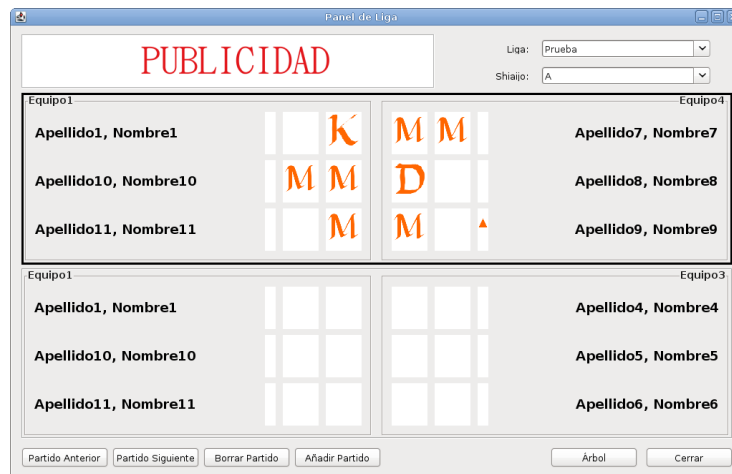 Panel de Liga
PUBLICIDAD
Liga: Prueba
Shiaijo: A
Equipo1 Equipo4
Apellido1, Nombre1 K M M Apellido7, Nombre7
Apellido10, Nombre10 M M D Apellido8, Nombre8
Apellido11, Nombre11 M M Apellido9, Nombre9
Equipo1 Equipo3
Apellido1, Nombre1 Apellido4, Nombre4
Apellido10, Nombre10 Apellido5, Nombre5
Apellido11, Nombre11 Apellido6, Nombre6
Partido Anterior Partido Siguiente Borrar Partido Añadir Partido Árbol Cerrar